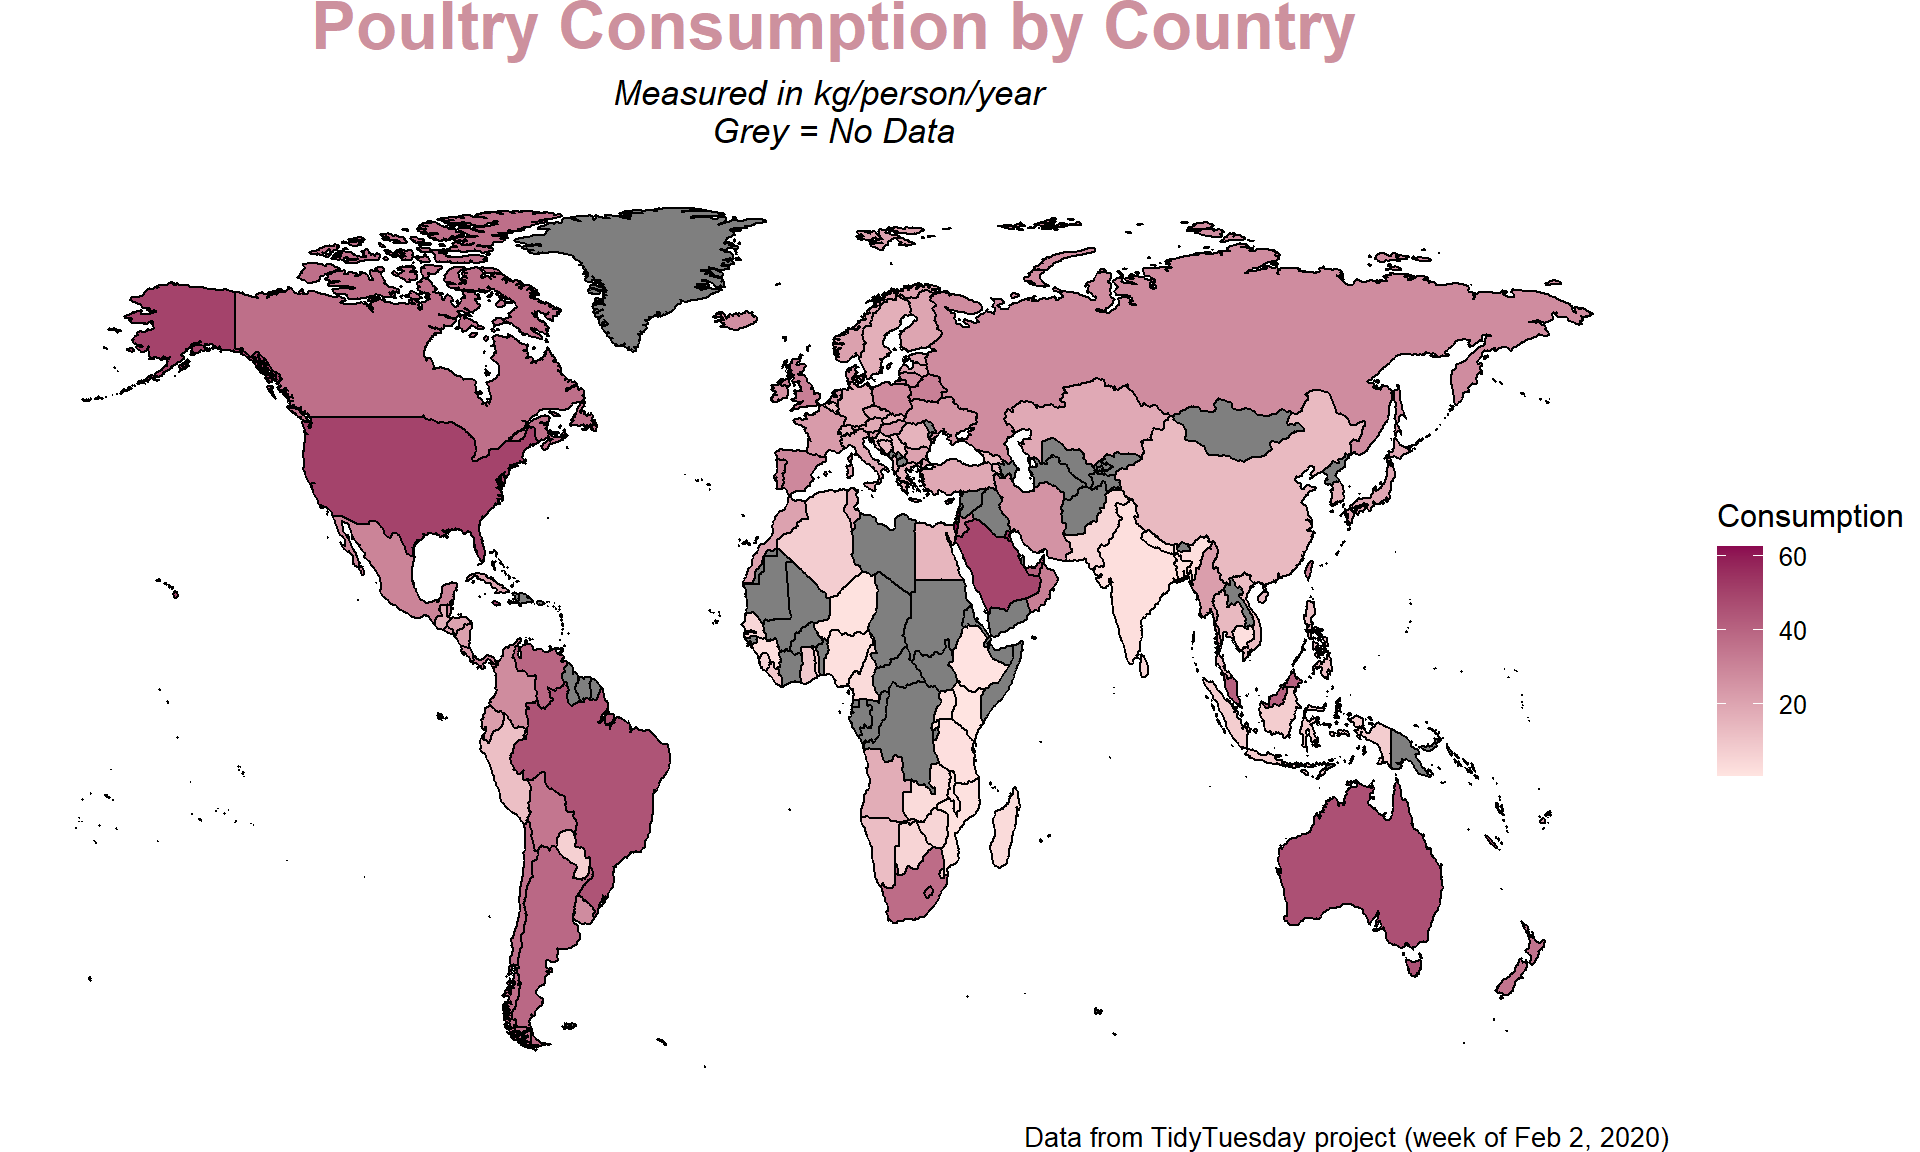 Poultry Consumption by Country
Measured in kg/person/year
Grey = No Data
Consumption
60
40
20
Data from TidyTuesday project (week of Feb 2, 2020)